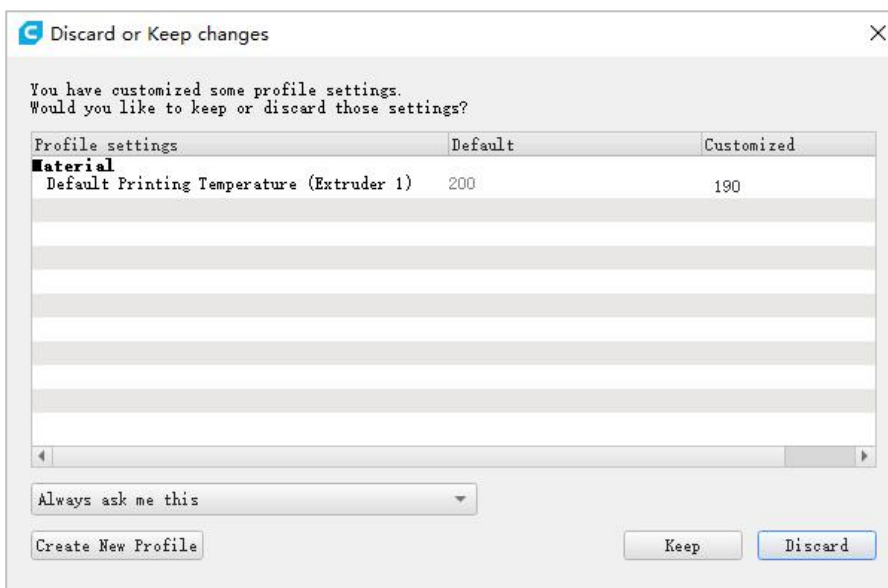 Discard or Keep changes
You have customized some profile settings.
Would you like to keep or discard those settings?
Profile settings Default Customized
Material
Default Printing Temperature (Extruder 1) 200 190
Always ask me this
Create New Profile Keep Discard